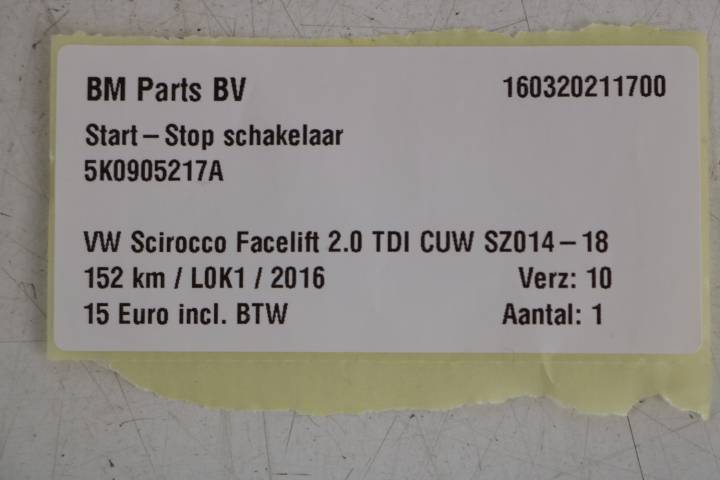 BM Parts BV 160320211700
Start – Stop schakelaar
5K0905217A
VW Scirocco Facelift 2.0 TDI CUW SZ014 – 18
152 km / L0K1 / 2016 Verz: 10
15 Euro incl. BTW Aantal: 1